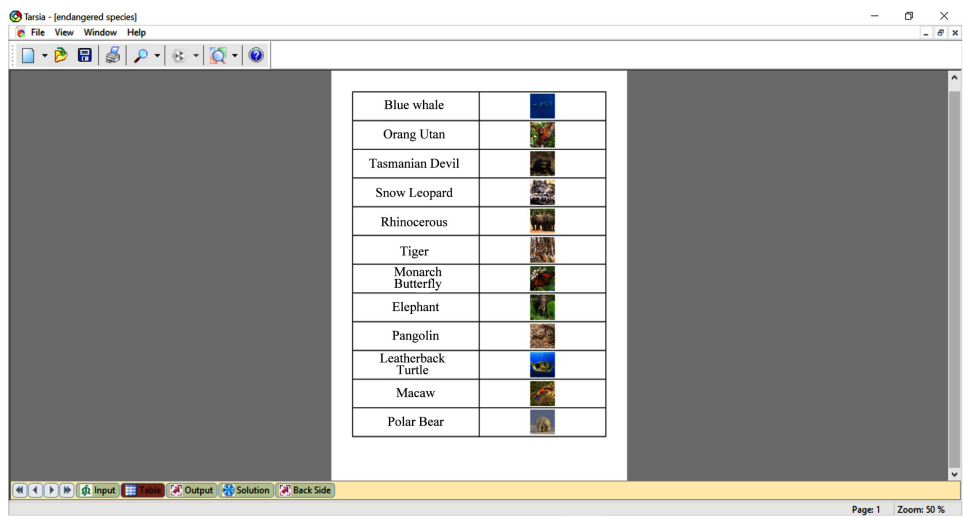 Tarsia - [endangered species]
File View Window Help
Blue whale
Orang Utan
Tasmanian Devil
Snow Leopard
Rhinocerous
Tiger
Monarch
Butterfly
Elephant
Pangolin
Leatherback
Turtle
Macaw
Polar Bear
Input Table Output Solution Back Side
Page: 1 Zoom: 50 %